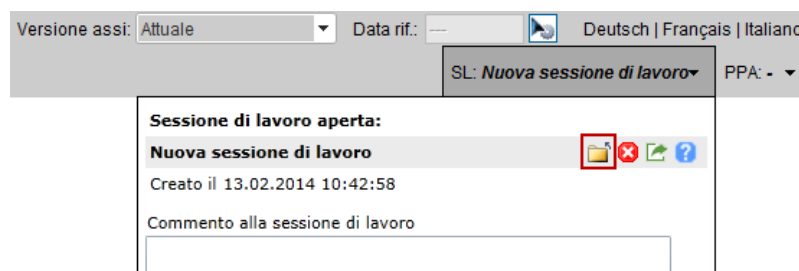 Versione assi: Attuale Data rif.: --- Deutsch | Français | Italiano
SL: Nuova sessione di lavoro PPA: -
Sessione di lavoro aperta:
Nuova sessione di lavoro
Creato il 13.02.2014 10:42:58
Commento alla sessione di lavoro